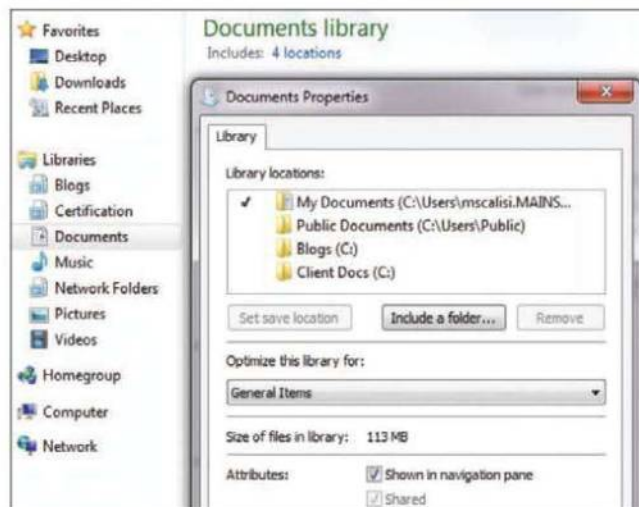 Favorites
Desktop
Downloads
Recent Places
Libraries
Blogs
Certification
Documents
Music
Network Folders
Pictures
Videos
Homegroup
Computer
Network
Documents library
Includes: 4 locations
Documents Properties
Library
Library locations:
My Documents (C:\Users\mscalisi.MAINS...
Public Documents (C:\Users\Public)
Blogs (C:)
Client Docs (C:)
Set save location
Include a folder...
Remove
Optimize this library for:
General Items
Size of files in library: 113 MB
Attributes:
Shown in navigation pane
Shared